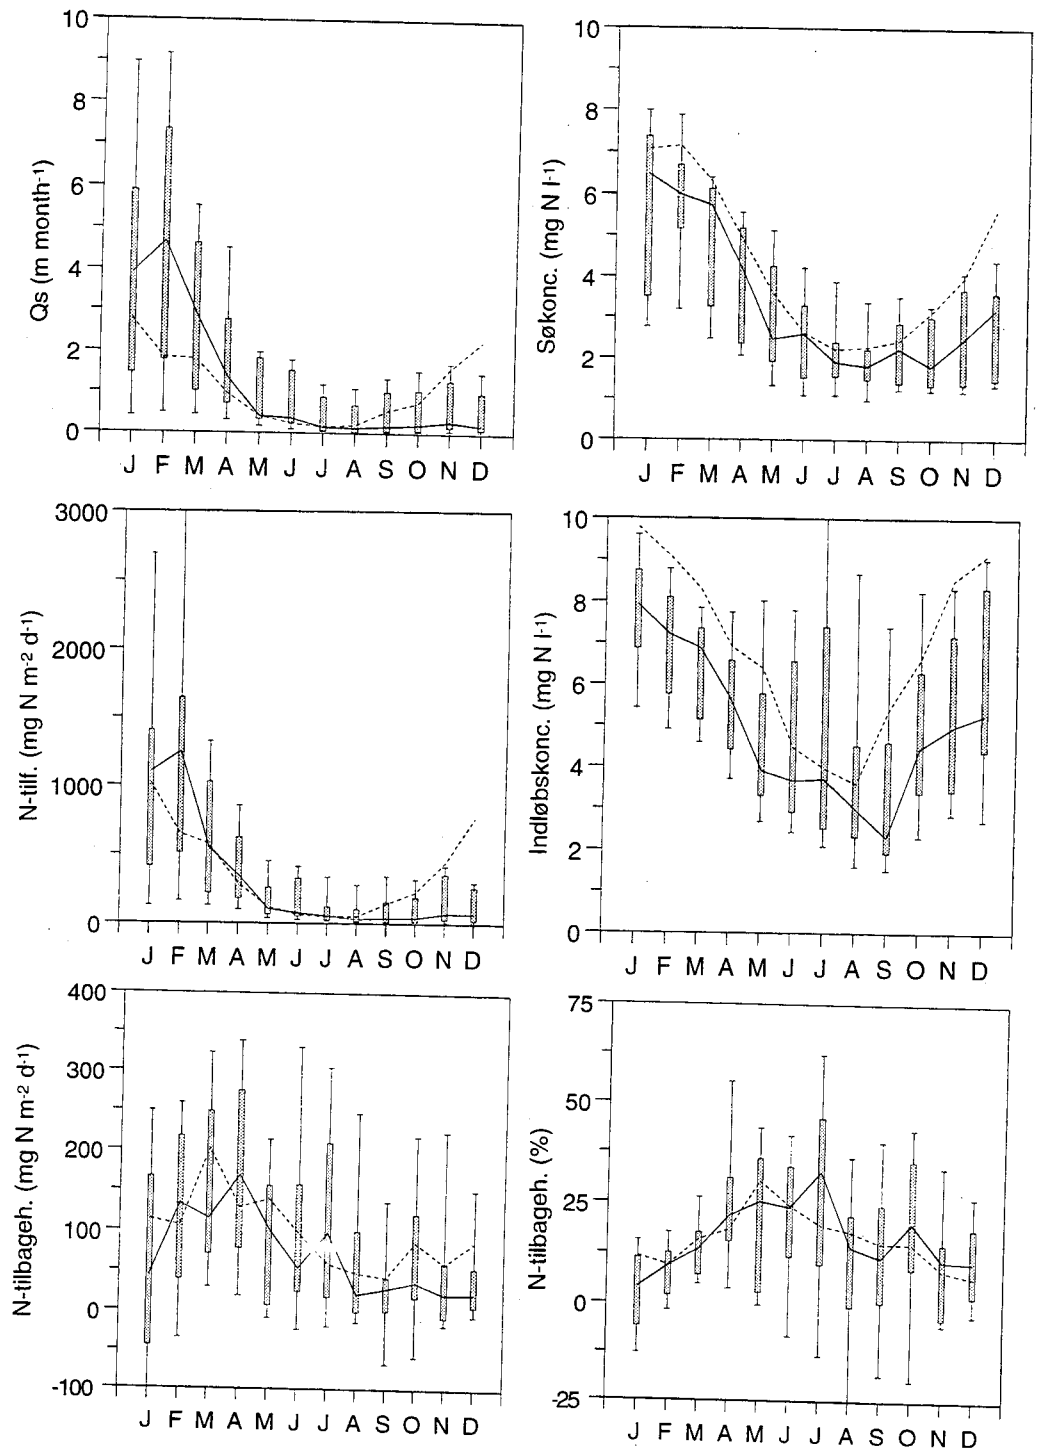 Qs (m month-1)
10
8
6
4
2
0
J F M A M J J A S O N D
Søkonc. (mg N l-1)
10
8
6
4
2
0
J F M A M J J A S O N D
N-tilf. (mg N m-2 d-1)
3000
2000
1000
0
J F M A M J J A S O N D
Indløbskonc. (mg N l-1)
10
8
6
4
2
0
J F M A M J J A S O N D
N-tilbageh. (mg N m-2 d-1)
400
300
200
100
0
-100
J F M A M J J A S O N D
N-tilbageh. (%)
75
50
25
0
-25
J F M A M J J A S O N D